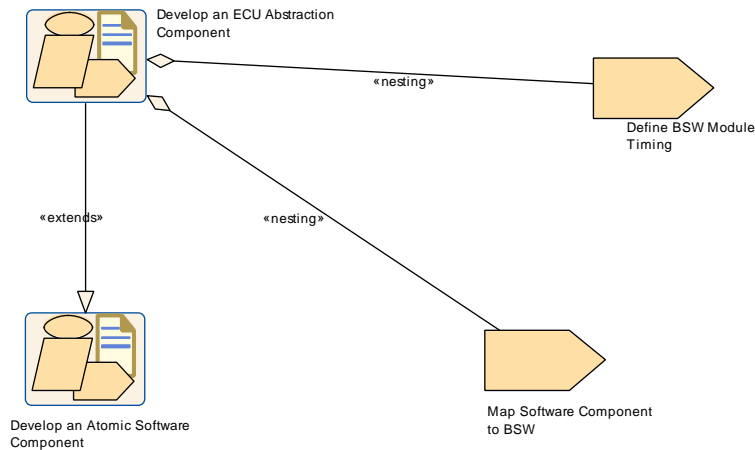 Develop an ECU Abstraction
Component
«nesting»
Define BSW Module
Timing
«extends»
«nesting»
Map Software Component
to BSW
Develop an Atomic Software
Component